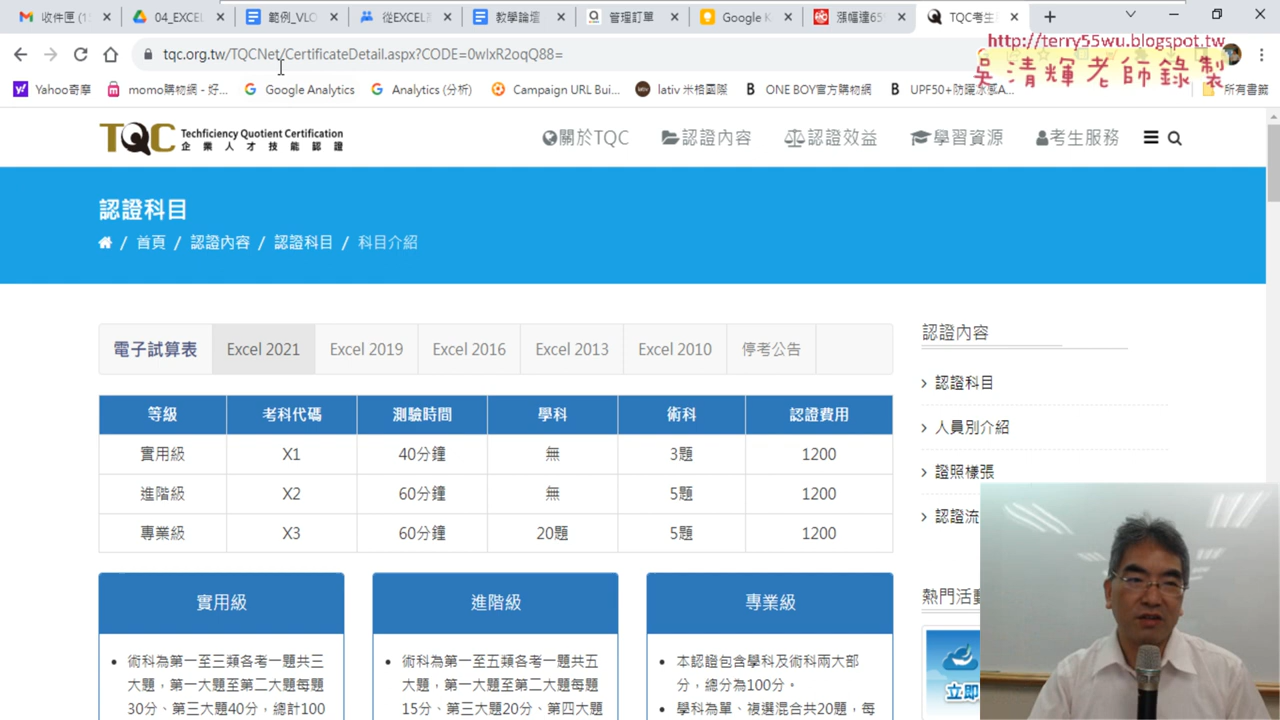 收件匣 (1
04_EXCEL
範例_VLO
從EXCEL
教學論壇
管理訂單
Google K
漲幅達65
TQC考生
tqc.org.tw/TQCNet/CertificateDetail.aspx?CODE=0wIxR2oqQ88=
http://terry55wu.blogspot.tw
吳清輝老師錄製
Yahoo奇摩
momo購物網 - 好...
Google Analytics
Analytics (分析)
Campaign URL Bui...
lativ 米格國際
ONE BOY官方購物網
UPF50+防曬冰感A...
所有書籤
TQC Techficiency Quotient Certification
企業人才技能認證
關於TQC
認證內容
認證效益
學習資源
考生服務
認證科目
/ 首頁 / 認證內容 / 認證科目 / 科目介紹
電子試算表 Excel 2021 Excel 2019 Excel 2016 Excel 2013 Excel 2010 停考公告
等級 考科代碼 測驗時間 學科 術科 認證費用
實用級 X1 40分鐘 無 3題 1200
進階級 X2 60分鐘 無 5題 1200
專業級 X3 60分鐘 20題 5題 1200
實用級
術科為第一至三類各考一題共三
大題，第一大題至第二大題每題
30分、第三大題40分，總計100
進階級
術科為第一至五類各考一題共五
大題，第一大題至第二大題每題
15分、第三大題20分、第四大題
專業級
本認證包含學科及術科兩大部
分，總分為100分。
學科為單、複選混合共20題，每
認證內容
認證科目
人員別介紹
證照樣張
認證流
熱門活動
立即